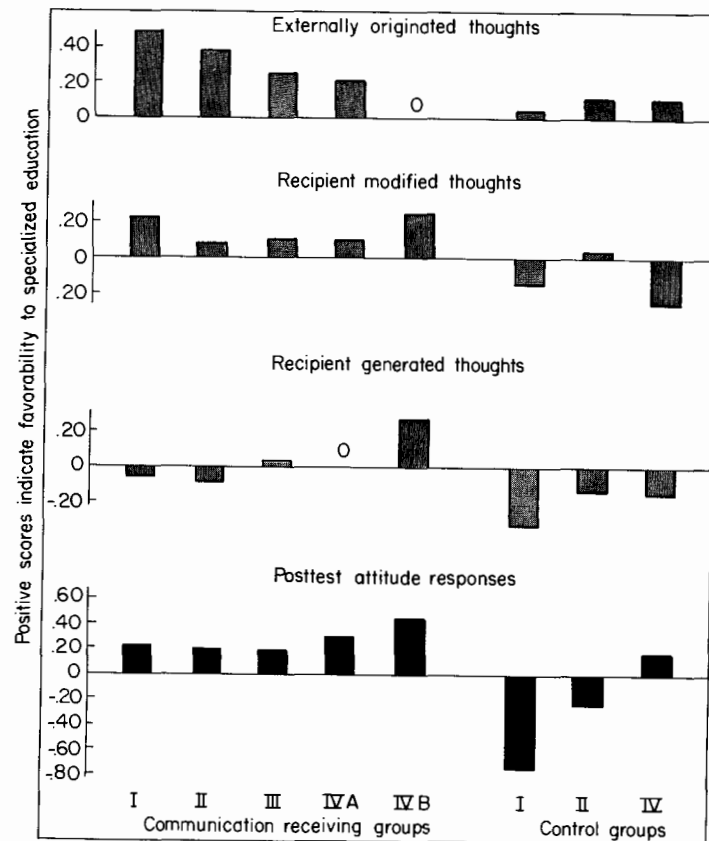 Positive scores indicate favorability to specialized education
Externally originated thoughts
.40
.20
0
O
Recipient modified thoughts
.20
0
.20
Recipient generated thoughts
.20
0
-.20
O
Posttest attitude responses
.60
.40
.20
0
-.20
-.40
-.60
-.80
I II III IV A IV B I II IV
Communication receiving groups Control groups